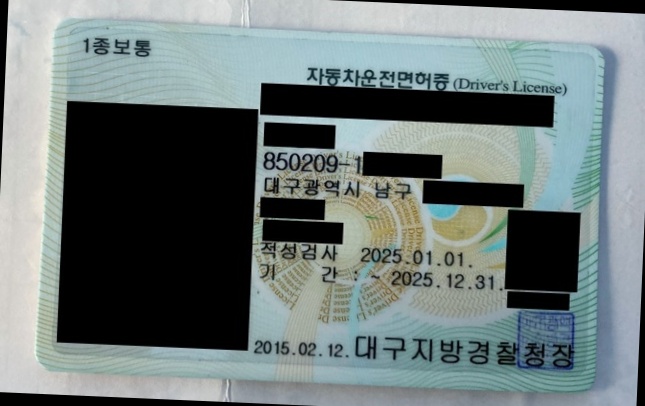 1종보통
자동차운전면허증 (Driver's License)
850209-1
대구광역시 남구
적성검사 2025.01.01.
기 간 : ~ 2025.12.31.
2015.02.12. 대구지방경찰청장